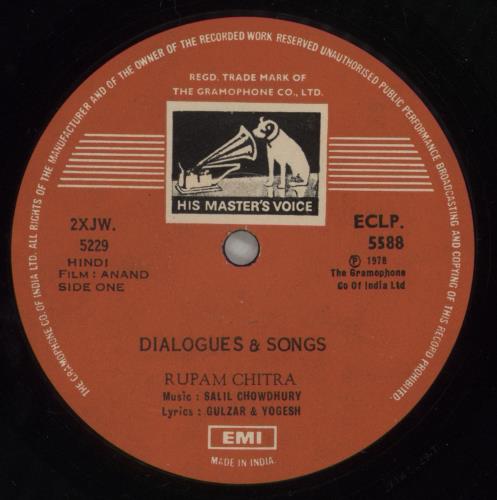 THE GRAMOPHONE CO. OF INDIA LTD. ALL RIGHTS OF THE MANUFACTURER AND OF THE OWNER OF THE RECORDED WORK RESERVED UNAUTHORISED PUBLIC PERFORMANCE BROADCASTING AND COPYING OF THIS RECORD PROHIBITED.
REGD. TRADE MARK OF
THE GRAMOPHONE CO., LTD.
HIS MASTER'S VOICE
2XJW.
5229
HINDI
FILM : ANAND
SIDE ONE
ECLP.
5588
Ⓟ 1978
The Gramophone
Co Of India Ltd
DIALOGUES & SONGS
RUPAM CHITRA
Music : SALIL CHOWDHURY
Lyrics : GULZAR & YOGESH
EMI
MADE IN INDIA.